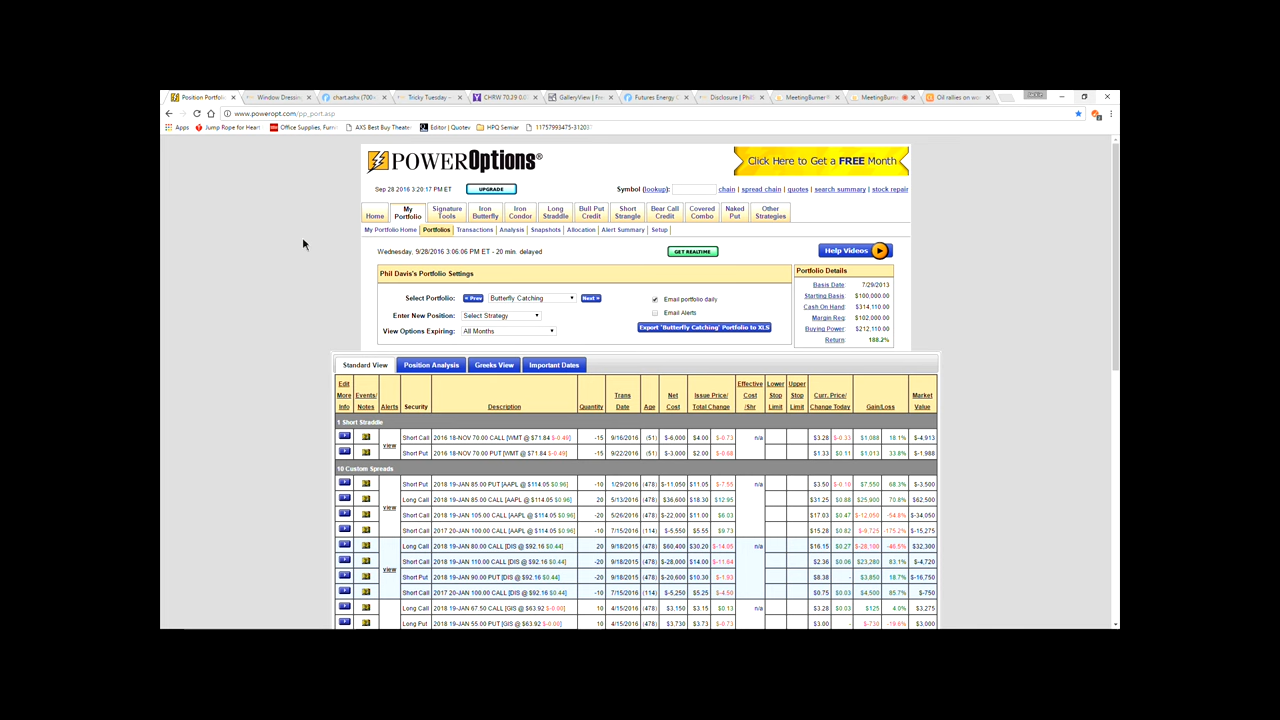 Position Portfoli Window Dressing chart.ashx (700× Tricky Tuesday – CHRW 70.29 0.0 GalleryView | Fre Futures Energy C Disclosure | Phil MeetingBurner MeetingBurn Oil rallies on wo
www.poweropt.com/pp_port.asp
Apps Jump Rope for Heart Office Supplies, Furni AXS Best Buy Theater Editor | Quotev HPQ Semiar 11757993475-31203
POWEROptions® Click Here to Get a FREE Month
Sep 28 2016 3:20:17 PM ET UPGRADE Symbol (lookup): chain | spread chain | quotes | search summary | stock repair
Home My Portfolio Signature Tools Iron Butterfly Iron Condor Long Straddle Bull Put Credit Short Strangle Bear Call Credit Covered Combo Naked Put Other Strategies
My Portfolio Home Portfolios Transactions Analysis Snapshots Allocation Alert Summary Setup
Wednesday, 9/28/2016 3:06:06 PM ET - 20 min. delayed GET REALTIME Help Videos
Phil Davis's Portfolio Settings Portfolio Details
Basis Date 7/29/2013
Select Portfolio: « Prev Butterfly Catching Next » Email portfolio daily Starting Basis: $100,000.00
Cash On Hand: $314,110.00
Enter New Position: Select Strategy Email Alerts Margin Req: $102,000.00
View Options Expiring: All Months Export 'Butterfly Catching' Portfolio to XLS Buying Power: $212,110.00
Return: 188.2%
Standard View Position Analysis Greeks View Important Dates
Edit More Info Events/ Notes Alerts Security Description Quantity Trans Date Age Net Cost Issue Price/ Total Change Effective Cost /Shr Lower Stop Limit Upper Stop Limit Curr. Price/ Change Today Gain/Loss Market Value
1 Short Straddle
Short Call 2016 18-NOV 70.00 CALL [WMT @ $71.84 $-0.49] -15 9/16/2016 (51) $-6,000 $4.00 $-0.73 n/a $3.28 $-0.33 $1,088 18.1% $-4,913
view
Short Put 2016 18-NOV 70.00 PUT [WMT @ $71.84 $-0.49] -15 9/22/2016 (51) $-3,000 $2.00 $-0.68 $1.33 $0.11 $1,013 33.8% $-1,988
10 Custom Spreads
Short Put 2018 19-JAN 85.00 PUT [AAPL @ $114.05 $0.96] -10 1/29/2016 (478) $-11,050 $11.05 $-7.55 n/a $3.50 $-0.10 $7,550 68.3% $-3,500
Long Call 2018 19-JAN 85.00 CALL [AAPL @ $114.05 $0.96] 20 5/13/2016 (478) $36,600 $18.30 $12.95 $31.25 $0.88 $25,900 70.8% $62,500
view
Short Call 2018 19-JAN 105.00 CALL [AAPL @ $114.05 $0.96] -20 5/26/2016 (478) $-22,000 $11.00 $6.03 $17.03 $0.47 $-12,050 -54.8% $-34,050
Short Call 2017 20-JAN 100.00 CALL [AAPL @ $114.05 $0.96] -10 7/15/2016 (114) $-5,550 $5.55 $9.73 $15.28 $0.82 $-9,725 -175.2% $-15,275
Long Call 2018 19-JAN 80.00 CALL [DIS @ $92.16 $0.44] 20 9/18/2015 (478) $60,400 $30.20 $-14.05 n/a $16.15 $0.27 $-28,100 -46.5% $32,300
Short Call 2018 19-JAN 110.00 CALL [DIS @ $92.16 $0.44] -20 9/18/2015 (478) $-28,000 $14.00 $-11.64 $2.36 $0.06 $23,280 83.1% $-4,720
view
Short Put 2018 19-JAN 90.00 PUT [DIS @ $92.16 $0.44] -20 9/18/2015 (478) $-20,600 $10.30 $-1.93 $8.38 - $3,850 18.7% $-16,750
Short Call 2017 20-JAN 100.00 CALL [DIS @ $92.16 $0.44] -10 7/15/2016 (478) $-5,250 $5.25 $-4.50 $0.75 $0.03 $4,500 85.7% $-750
Long Call 2018 19-JAN 67.50 CALL [GIS @ $63.92 $-0.00] 10 4/15/2016 (478) $3,150 $3.15 $0.13 n/a $3.28 $0.03 $125 4.0% $3,275
Long Put 2018 19-JAN 55.00 PUT [GIS @ $63.92 $-0.00] 10 4/15/2016 (478) $3,730 $3.73 $-0.73 $3.00 - $-730 -19.6% $3,000